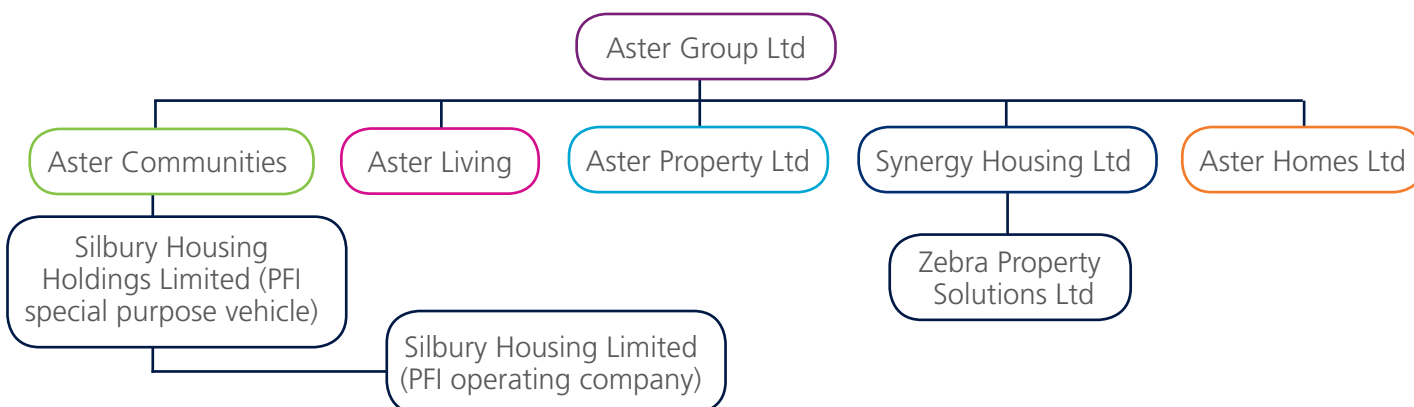 Aster Group Ltd
Aster Communities
Aster Living
Aster Property Ltd
Synergy Housing Ltd
Aster Homes Ltd
Silbury Housing
Holdings Limited (PFI
special purpose vehicle)
Zebra Property
Solutions Ltd
Silbury Housing Limited
(PFI operating company)